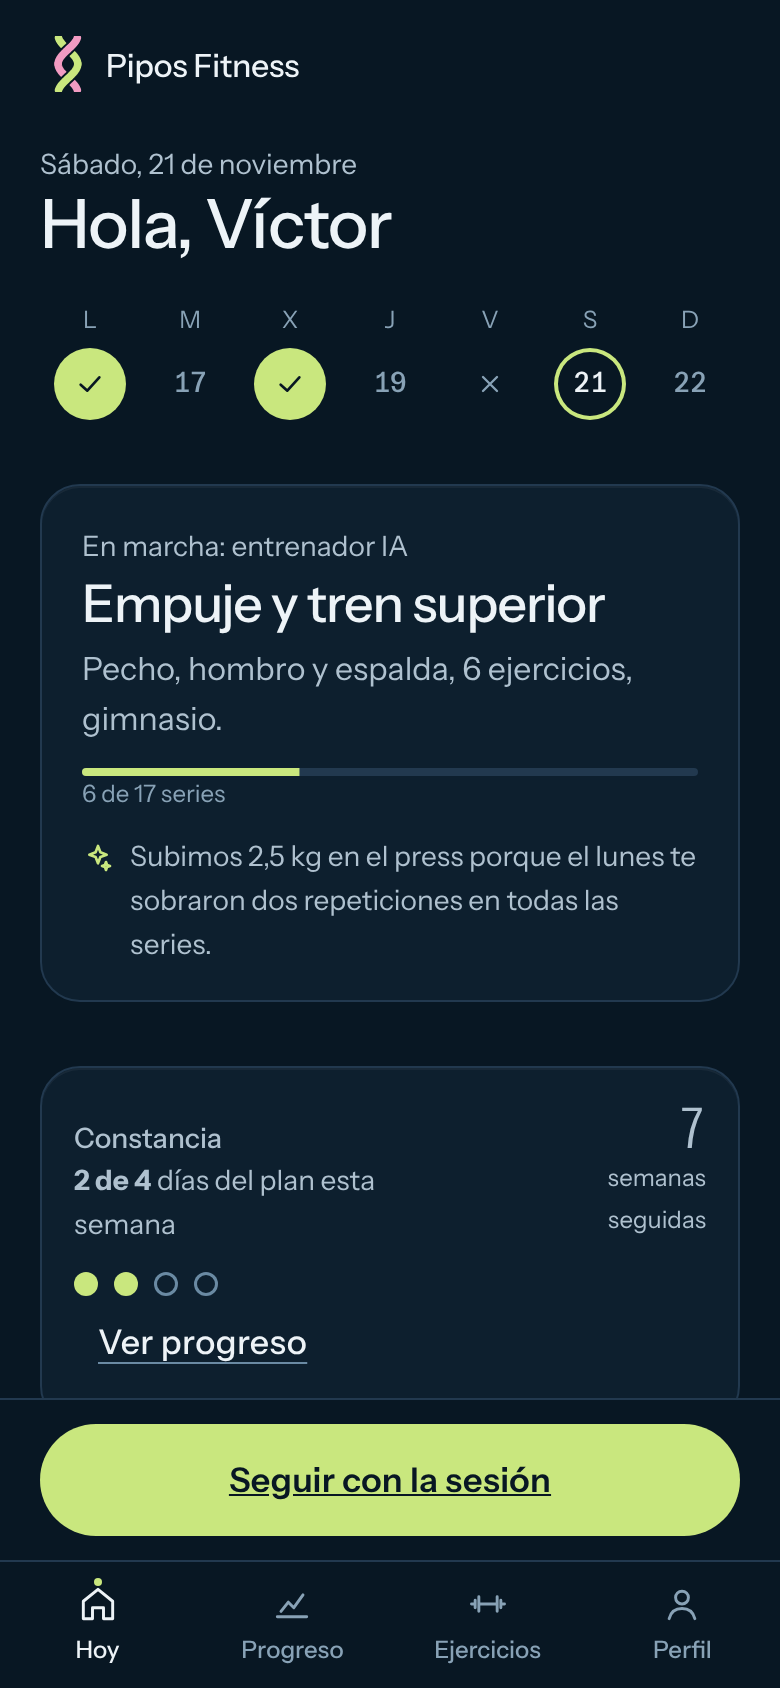 Pipos Fitness
Sábado, 21 de noviembre
Hola, Víctor
L M X J V S D
17 19 21 22
En marcha: entrenador IA
Empuje y tren superior
Pecho, hombro y espalda, 6 ejercicios,
gimnasio.
6 de 17 series
Subimos 2,5 kg en el press porque el lunes te
sobraron dos repeticiones en todas las
series.
Constancia
2 de 4 días del plan esta
semana
7
semanas
seguidas
Ver progreso
Seguir con la sesión
Hoy Progreso Ejercicios Perfil